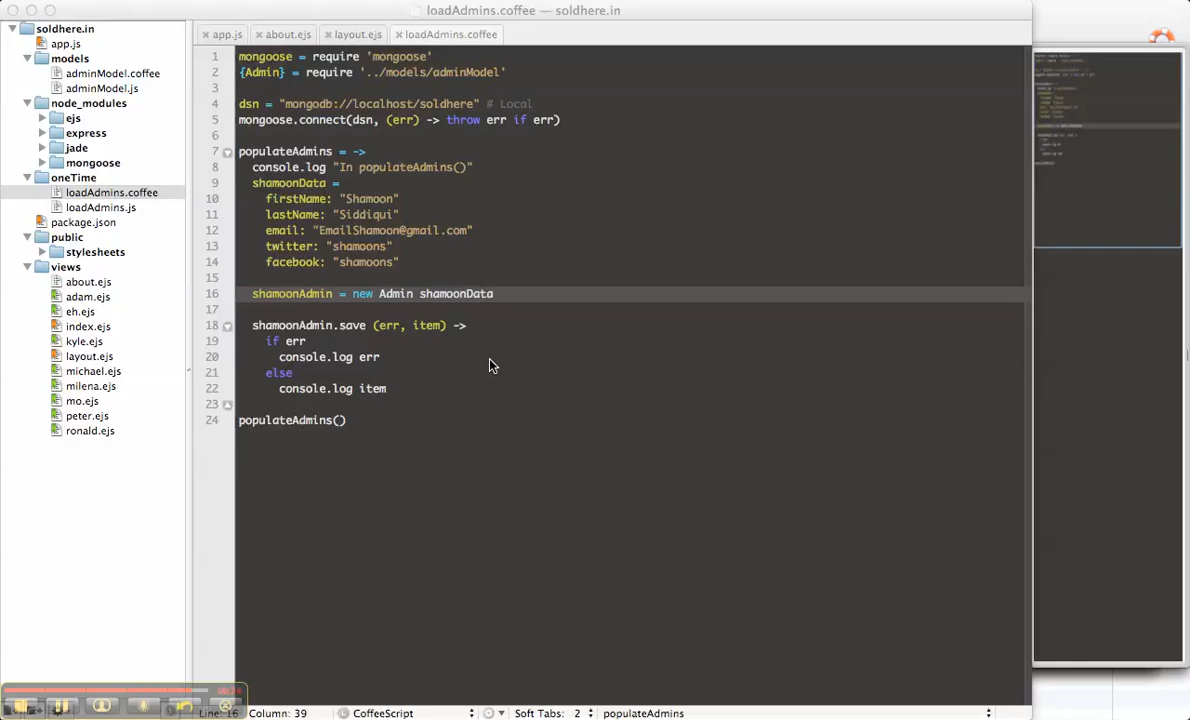 loadAdmins.coffee — soldhere.in
soldhere.in
app.js
models
adminModel.coffee
adminModel.js
node_modules
ejs
express
jade
mongoose
oneTime
loadAdmins.coffee
loadAdmins.js
package.json
public
stylesheets
views
about.ejs
adam.ejs
eh.ejs
index.ejs
kyle.ejs
layout.ejs
michael.ejs
milena.ejs
mo.ejs
peter.ejs
ronald.ejs
app.js about.ejs layout.ejs loadAdmins.coffee
1 mongoose = require 'mongoose'
2 {Admin} = require '../models/adminModel'
3
4 dsn = "mongodb://localhost/soldhere" # Local
5 mongoose.connect(dsn, (err) -> throw err if err)
6
7 populateAdmins = ->
8 console.log "In populateAdmins()"
9 shamoonData =
10 firstName: "Shamoon"
11 lastName: "Siddiqui"
12 email: "EmailShamoon@gmail.com"
13 twitter: "shamoons"
14 facebook: "shamoons"
15
16 shamoonAdmin = new Admin shamoonData
17
18 shamoonAdmin.save (err, item) ->
19 if err
20 console.log err
21 else
22 console.log item
23
24 populateAdmins()
Line: 16 Column: 39 CoffeeScript Soft Tabs: 2 populateAdmins